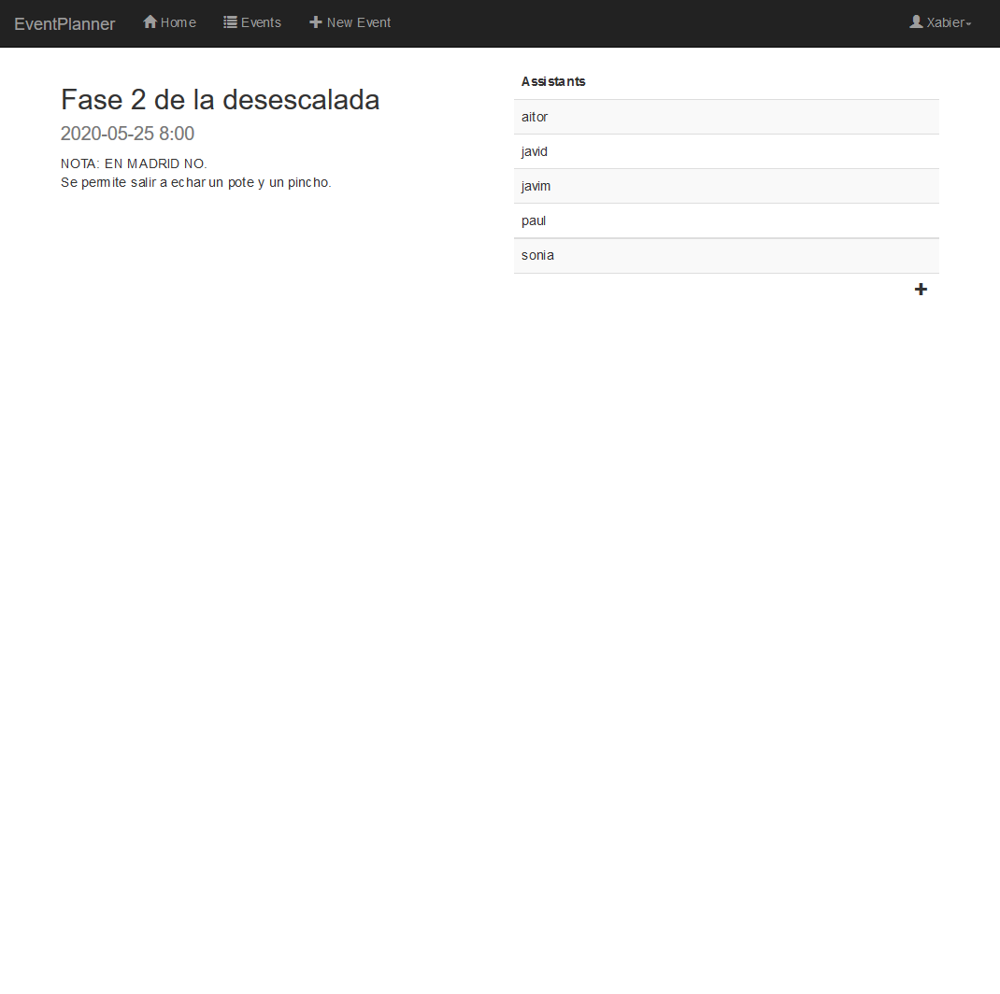 EventPlanner Home Events New Event Xabier
Fase 2 de la desescalada
2020-05-25 8:00
NOTA: EN MADRID NO.
Se permite salir a echar un pote y un pincho.
Assistants
aitor
javid
javim
paul
sonia